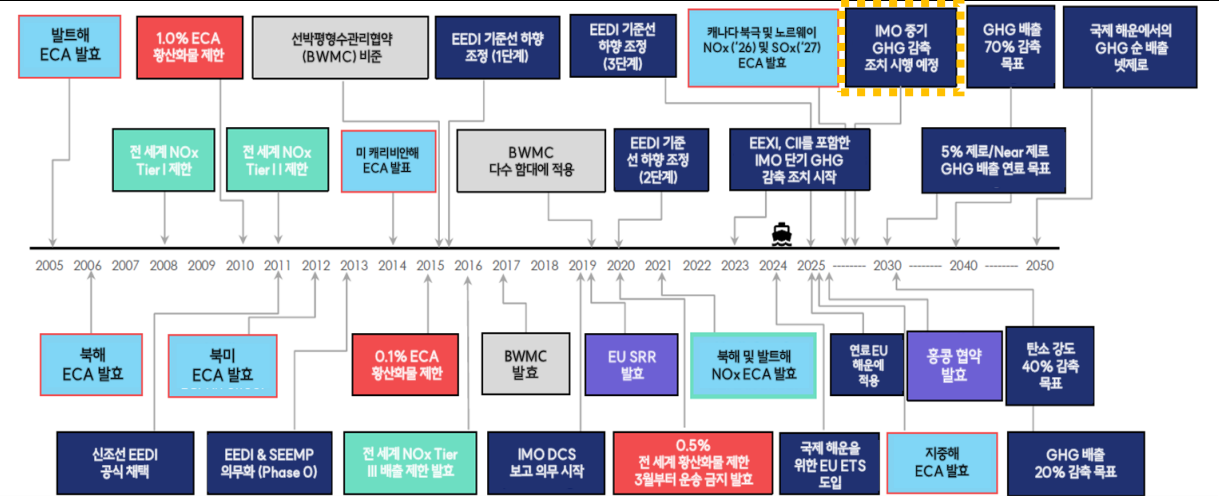 발트해
ECA 발효
1.0% ECA
황산화물 제한
선박평형수관리협약
(BWMC) 비준
EEDI 기준선 하향
조정 (1단계)
EEDI 기준선
하향 조정
(3단계)
캐나다 북극 및 노르웨이
NOx ('26) 및 SOx('27)
ECA 발효
IMO 중기
GHG 감축
조치 시행 예정
GHG 배출
70% 감축
목표
국제 해운에서의
GHG 순 배출
넷제로
전 세계 NOx
Tier I 제한
전 세계 NOx
Tier II 제한
미 캐리비안해
ECA 발표
BWMC
다수 함대에 적용
EEDI 기준
선 하향 조정
(2단계)
EEXI, CII를 포함한
IMO 단기 GHG
감축 조치 시작
5% 제로/Near 제로
GHG 배출 연료 목표
2005 2006 2007 2008 2009 2010 2011 2012 2013 2014 2015 2016 2017 2018 2019 2020 2021 2022 2023 2024 2025 -------- 2030 -------- 2040 -------- 2050
북해
ECA 발효
북미
ECA 발효
0.1% ECA
황산화물 제한
BWMC
발효
EU SRR
발효
북해 및 발트해
NOx ECA 발효
연료 EU
해운에
적용
홍콩 협약
발효
탄소 강도
40% 감축
목표
신조선 EEDI
공식 채택
EEDI & SEEMP
의무화 (Phase 0)
전 세계 NOx Tier
III 배출 제한 발효
IMO DCS
보고 의무 시작
0.5%
전 세계 황산화물 제한
3월부터 운송 금지 발효
국제 해운을
위한 EU ETS
도입
지중해
ECA 발효
GHG 배출
20% 감축 목표